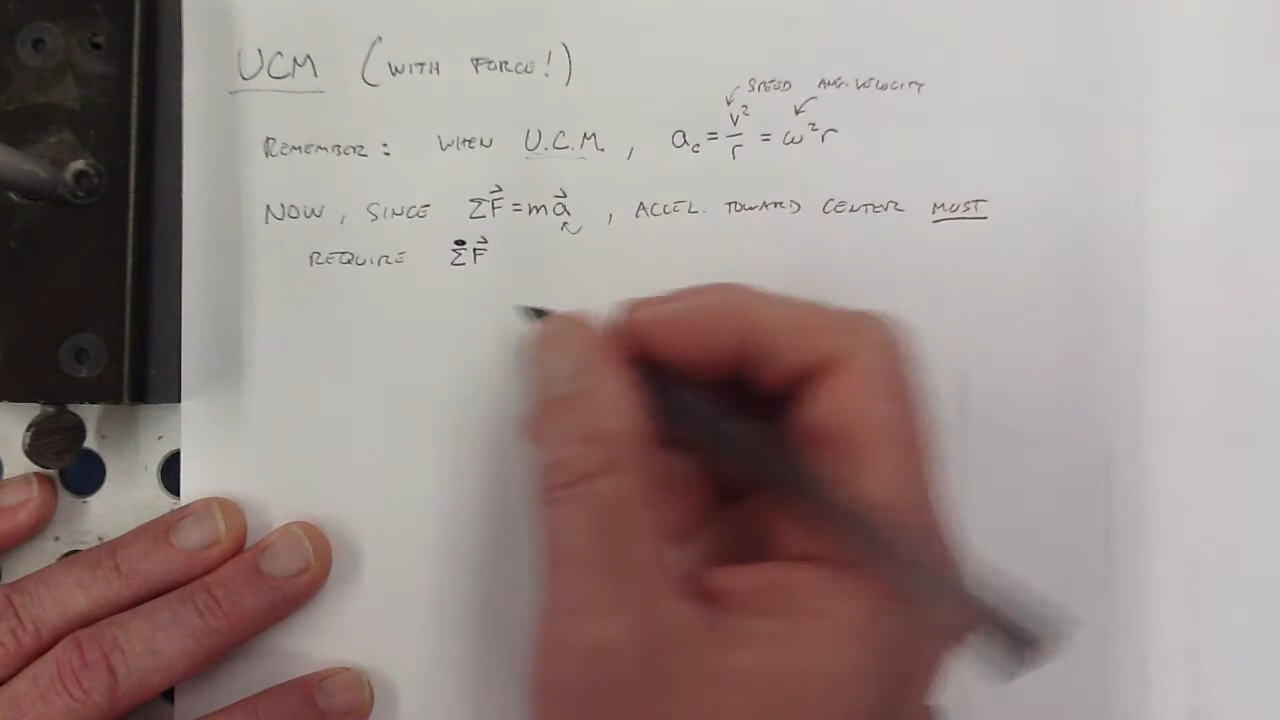 UCM (WITH FORCE!)
SPEED ANG. VELOCITY
REMEMBER: WHEN U.C.M., a_c = v²/r = ω²r
NOW, SINCE ΣF⃗ = ma⃗, ACCEL. TOWARD CENTER MUST
REQUIRE ΣF⃗